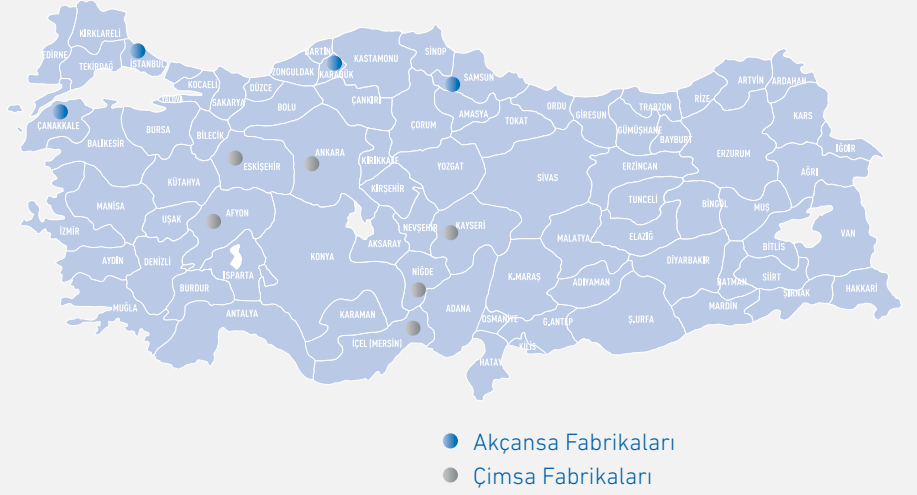 KIRKLARELİ
EDİRNE
TEKİRDAĞ
İSTANBUL
KOCAELİ
YALOVA
SAKARYA
DÜZCE
ZONGULDAK
BARTIN
KARABÜK
KASTAMONU
SİNOP
SAMSUN
ÇANAKKALE
BALIKESİR
BURSA
BİLECİK
BOLU
ÇANKIRI
ÇORUM
AMASYA
TOKAT
ORDU
GİRESUN
GÜMÜŞHANE
TRABZON
BAYBURT
RİZE
ARTVİN
ARDAHAN
KARS
IĞDIR
AĞRI
ERZURUM
ERZİNCAN
ESKİŞEHİR
ANKARA
KIRIKKALE
YOZGAT
SİVAS
KÜTAHYA
KIRŞEHİR
MANİSA
UŞAK
AFYON
İZMİR
NEVŞEHİR
KAYSERİ
TUNCELİ
BİNGÖL
MUŞ
VAN
BİTLİS
ELAZIĞ
MALATYA
DİYARBAKIR
AKSARAY
KONYA
AYDIN
DENİZLİ
ISPARTA
BURDUR
NİĞDE
K.MARAŞ
ADIYAMAN
BATMAN
SİİRT
ŞIRNAK
HAKKARİ
MARDİN
MUĞLA
ANTALYA
KARAMAN
İÇEL (MERSİN)
ADANA
OSMANİYE
G.ANTEP
Ş.URFA
KİLİS
HATAY
Akçansa Fabrikaları
Çimsa Fabrikaları